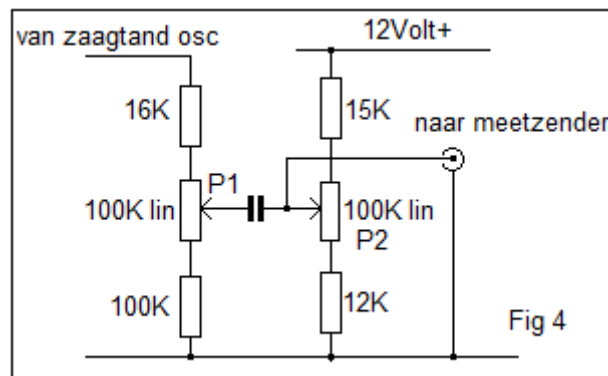 van zaagtand osc
12Volt+
16K
15K
naar meetzender
P1
100K lin
100K lin
P2
100K
12K
Fig 4